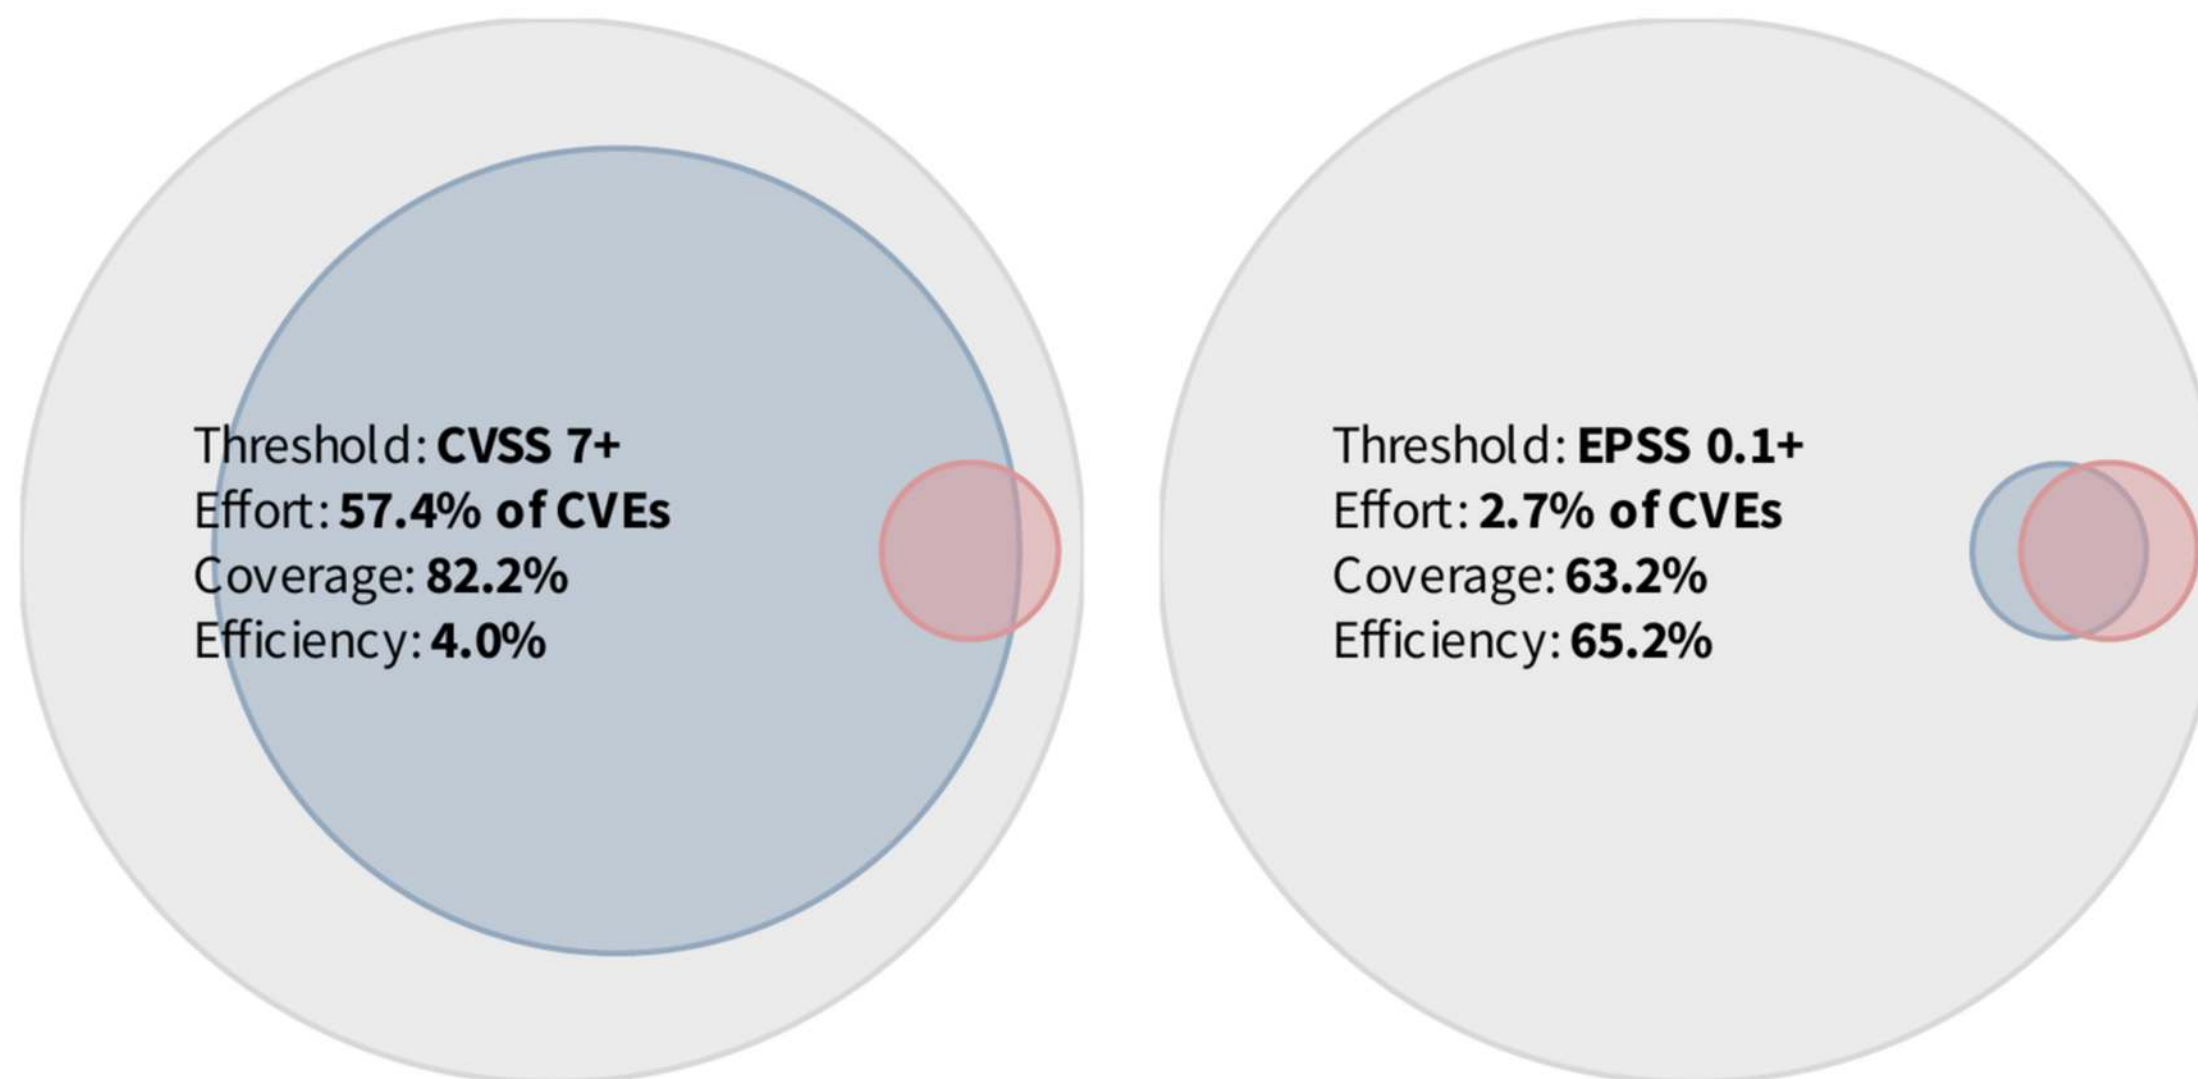 Threshold: CVSS 7+
Effort: 57.4% of CVEs
Coverage: 82.2%
Efficiency: 4.0%
Threshold: EPSS 0.1+
Effort: 2.7% of CVEs
Coverage: 63.2%
Efficiency: 65.2%